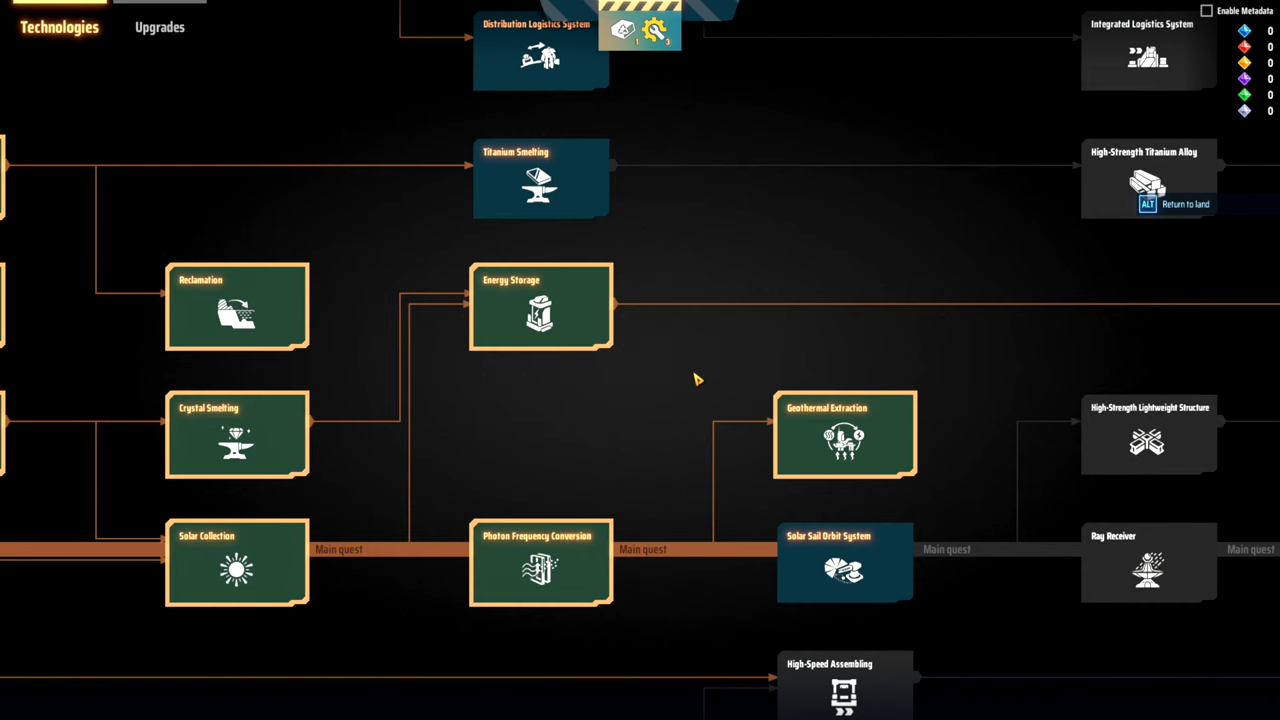 Technologies
Upgrades
Distribution Logistics System
1
3
Integrated Logistics System
Enable Metadata
0
0
0
0
0
0
Titanium Smelting
High-Strength Titanium Alloy
ALT Return to land
Reclamation
Energy Storage
Crystal Smelting
Geothermal Extraction
High-Strength Lightweight Structure
Solar Collection
Main quest
Photon Frequency Conversion
Main quest
Solar Sail Orbit System
Main quest
Ray Receiver
Main quest
High-Speed Assembling